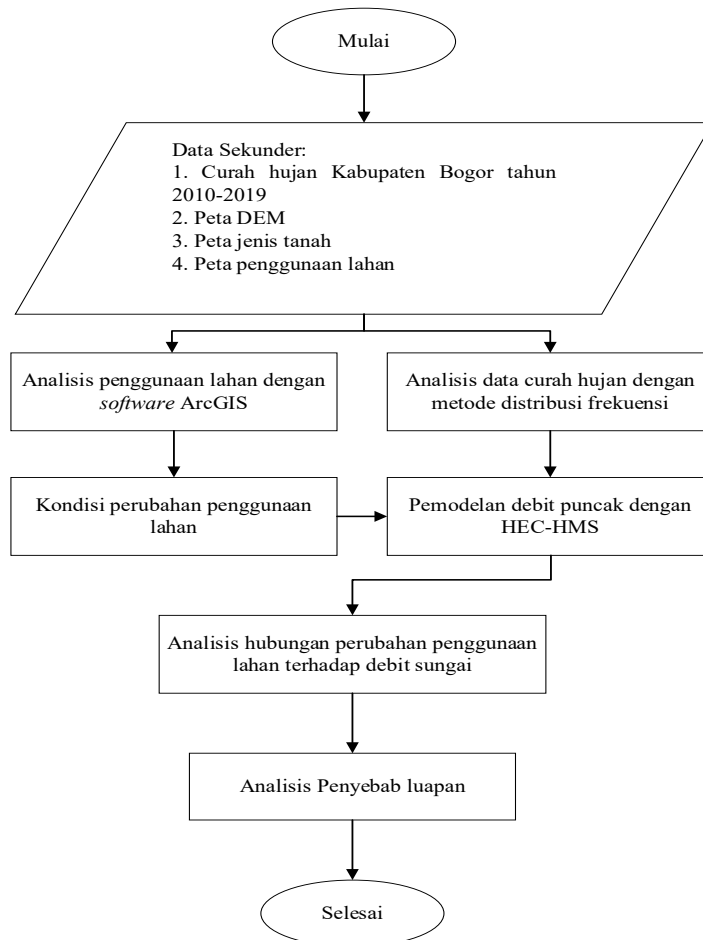 Mulai
Data Sekunder:
1. Curah hujan Kabupaten Bogor tahun
2010-2019
2. Peta DEM
3. Peta jenis tanah
4. Peta penggunaan lahan
Analisis penggunaan lahan dengan
software ArcGIS
Analisis data curah hujan dengan
metode distribusi frekuensi
Kondisi perubahan penggunaan
lahan
Pemodelan debit puncak dengan
HEC-HMS
Analisis hubungan perubahan penggunaan
lahan terhadap debit sungai
Analisis Penyebab luapan
Selesai